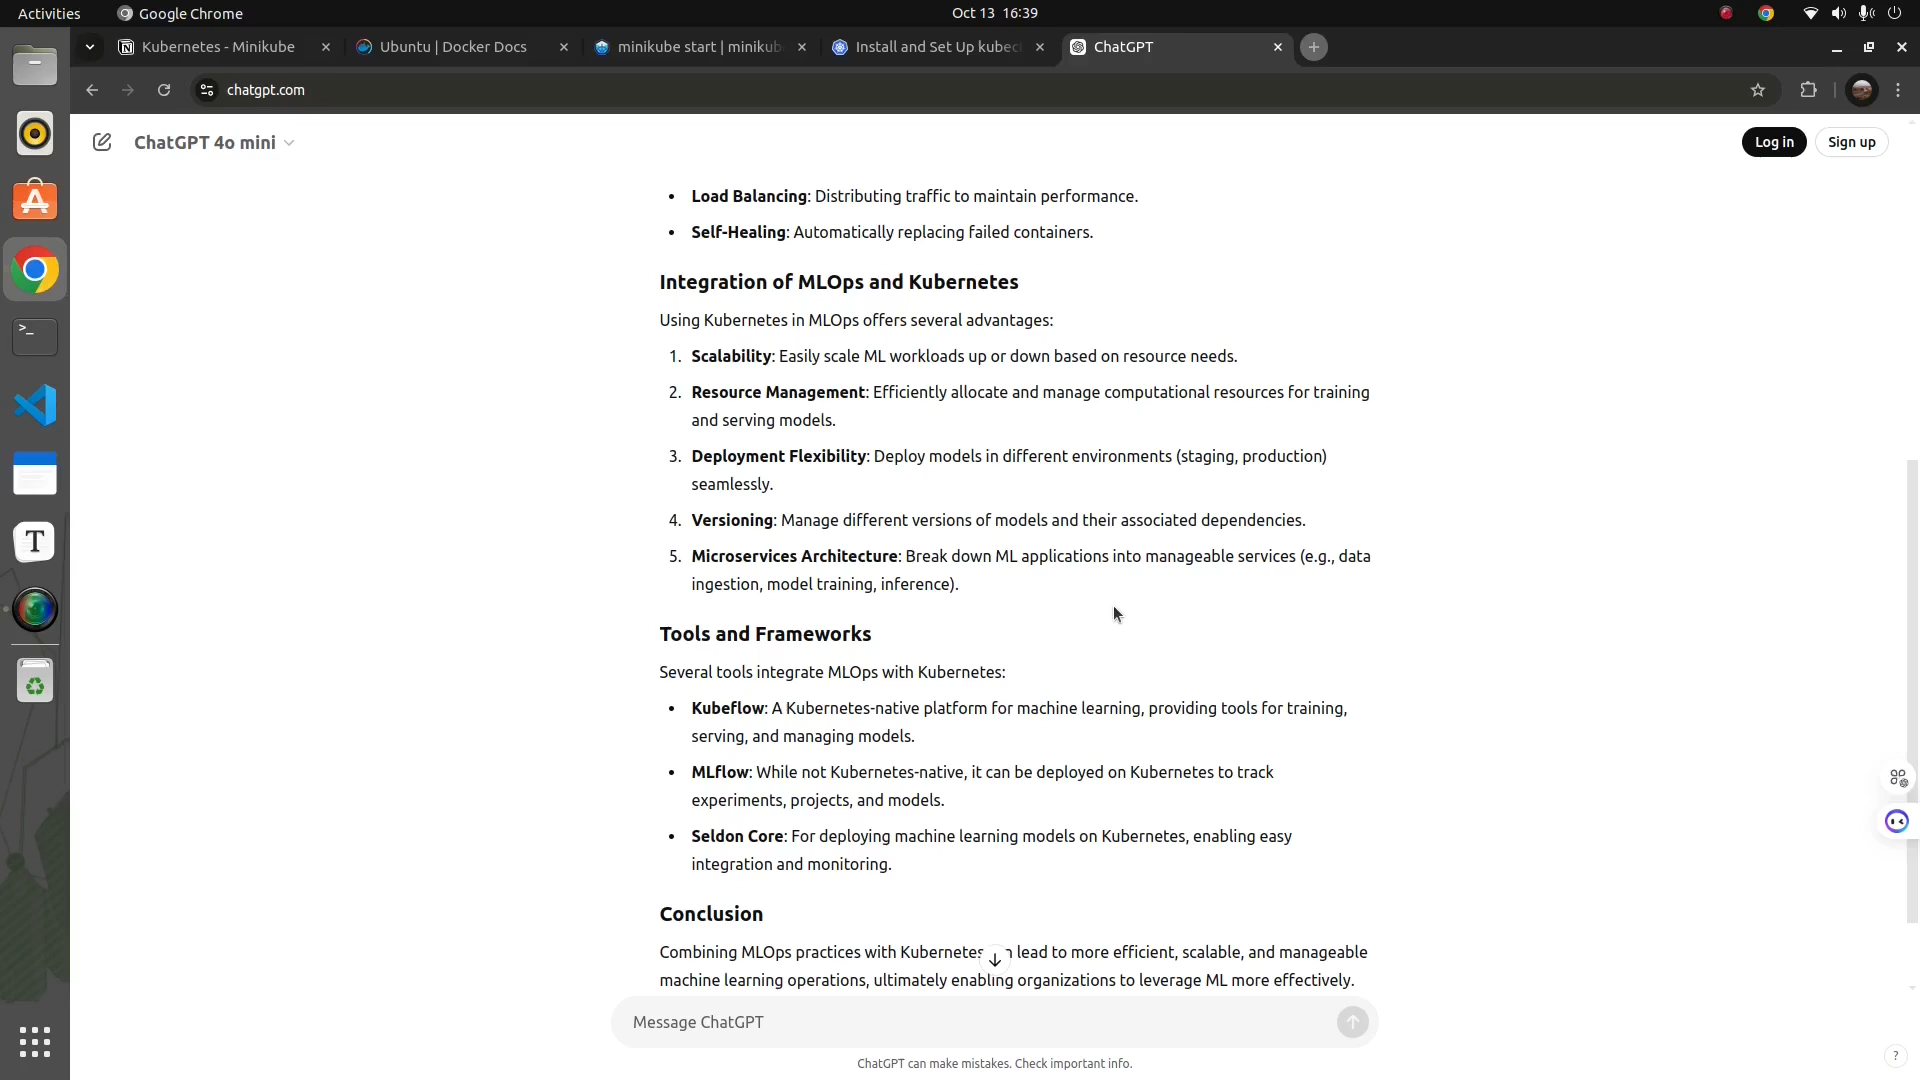 Activities
Google Chrome
Oct 13 16:39
Kubernetes - Minikube
Ubuntu | Docker Docs
minikube start | minikub
Install and Set Up kubec
ChatGPT
chatgpt.com
ChatGPT 4o mini
Log in
Sign up
• Load Balancing: Distributing traffic to maintain performance.
• Self-Healing: Automatically replacing failed containers.
Integration of MLOps and Kubernetes
Using Kubernetes in MLOps offers several advantages:
1. Scalability: Easily scale ML workloads up or down based on resource needs.
2. Resource Management: Efficiently allocate and manage computational resources for training
and serving models.
3. Deployment Flexibility: Deploy models in different environments (staging, production)
seamlessly.
4. Versioning: Manage different versions of models and their associated dependencies.
5. Microservices Architecture: Break down ML applications into manageable services (e.g., data
ingestion, model training, inference).
Tools and Frameworks
Several tools integrate MLOps with Kubernetes:
• Kubeflow: A Kubernetes-native platform for machine learning, providing tools for training,
serving, and managing models.
• MLflow: While not Kubernetes-native, it can be deployed on Kubernetes to track
experiments, projects, and models.
• Seldon Core: For deploying machine learning models on Kubernetes, enabling easy
integration and monitoring.
Conclusion
Combining MLOps practices with Kubernetes lead to more efficient, scalable, and manageable
machine learning operations, ultimately enabling organizations to leverage ML more effectively.
Message ChatGPT
ChatGPT can make mistakes. Check important info.
?